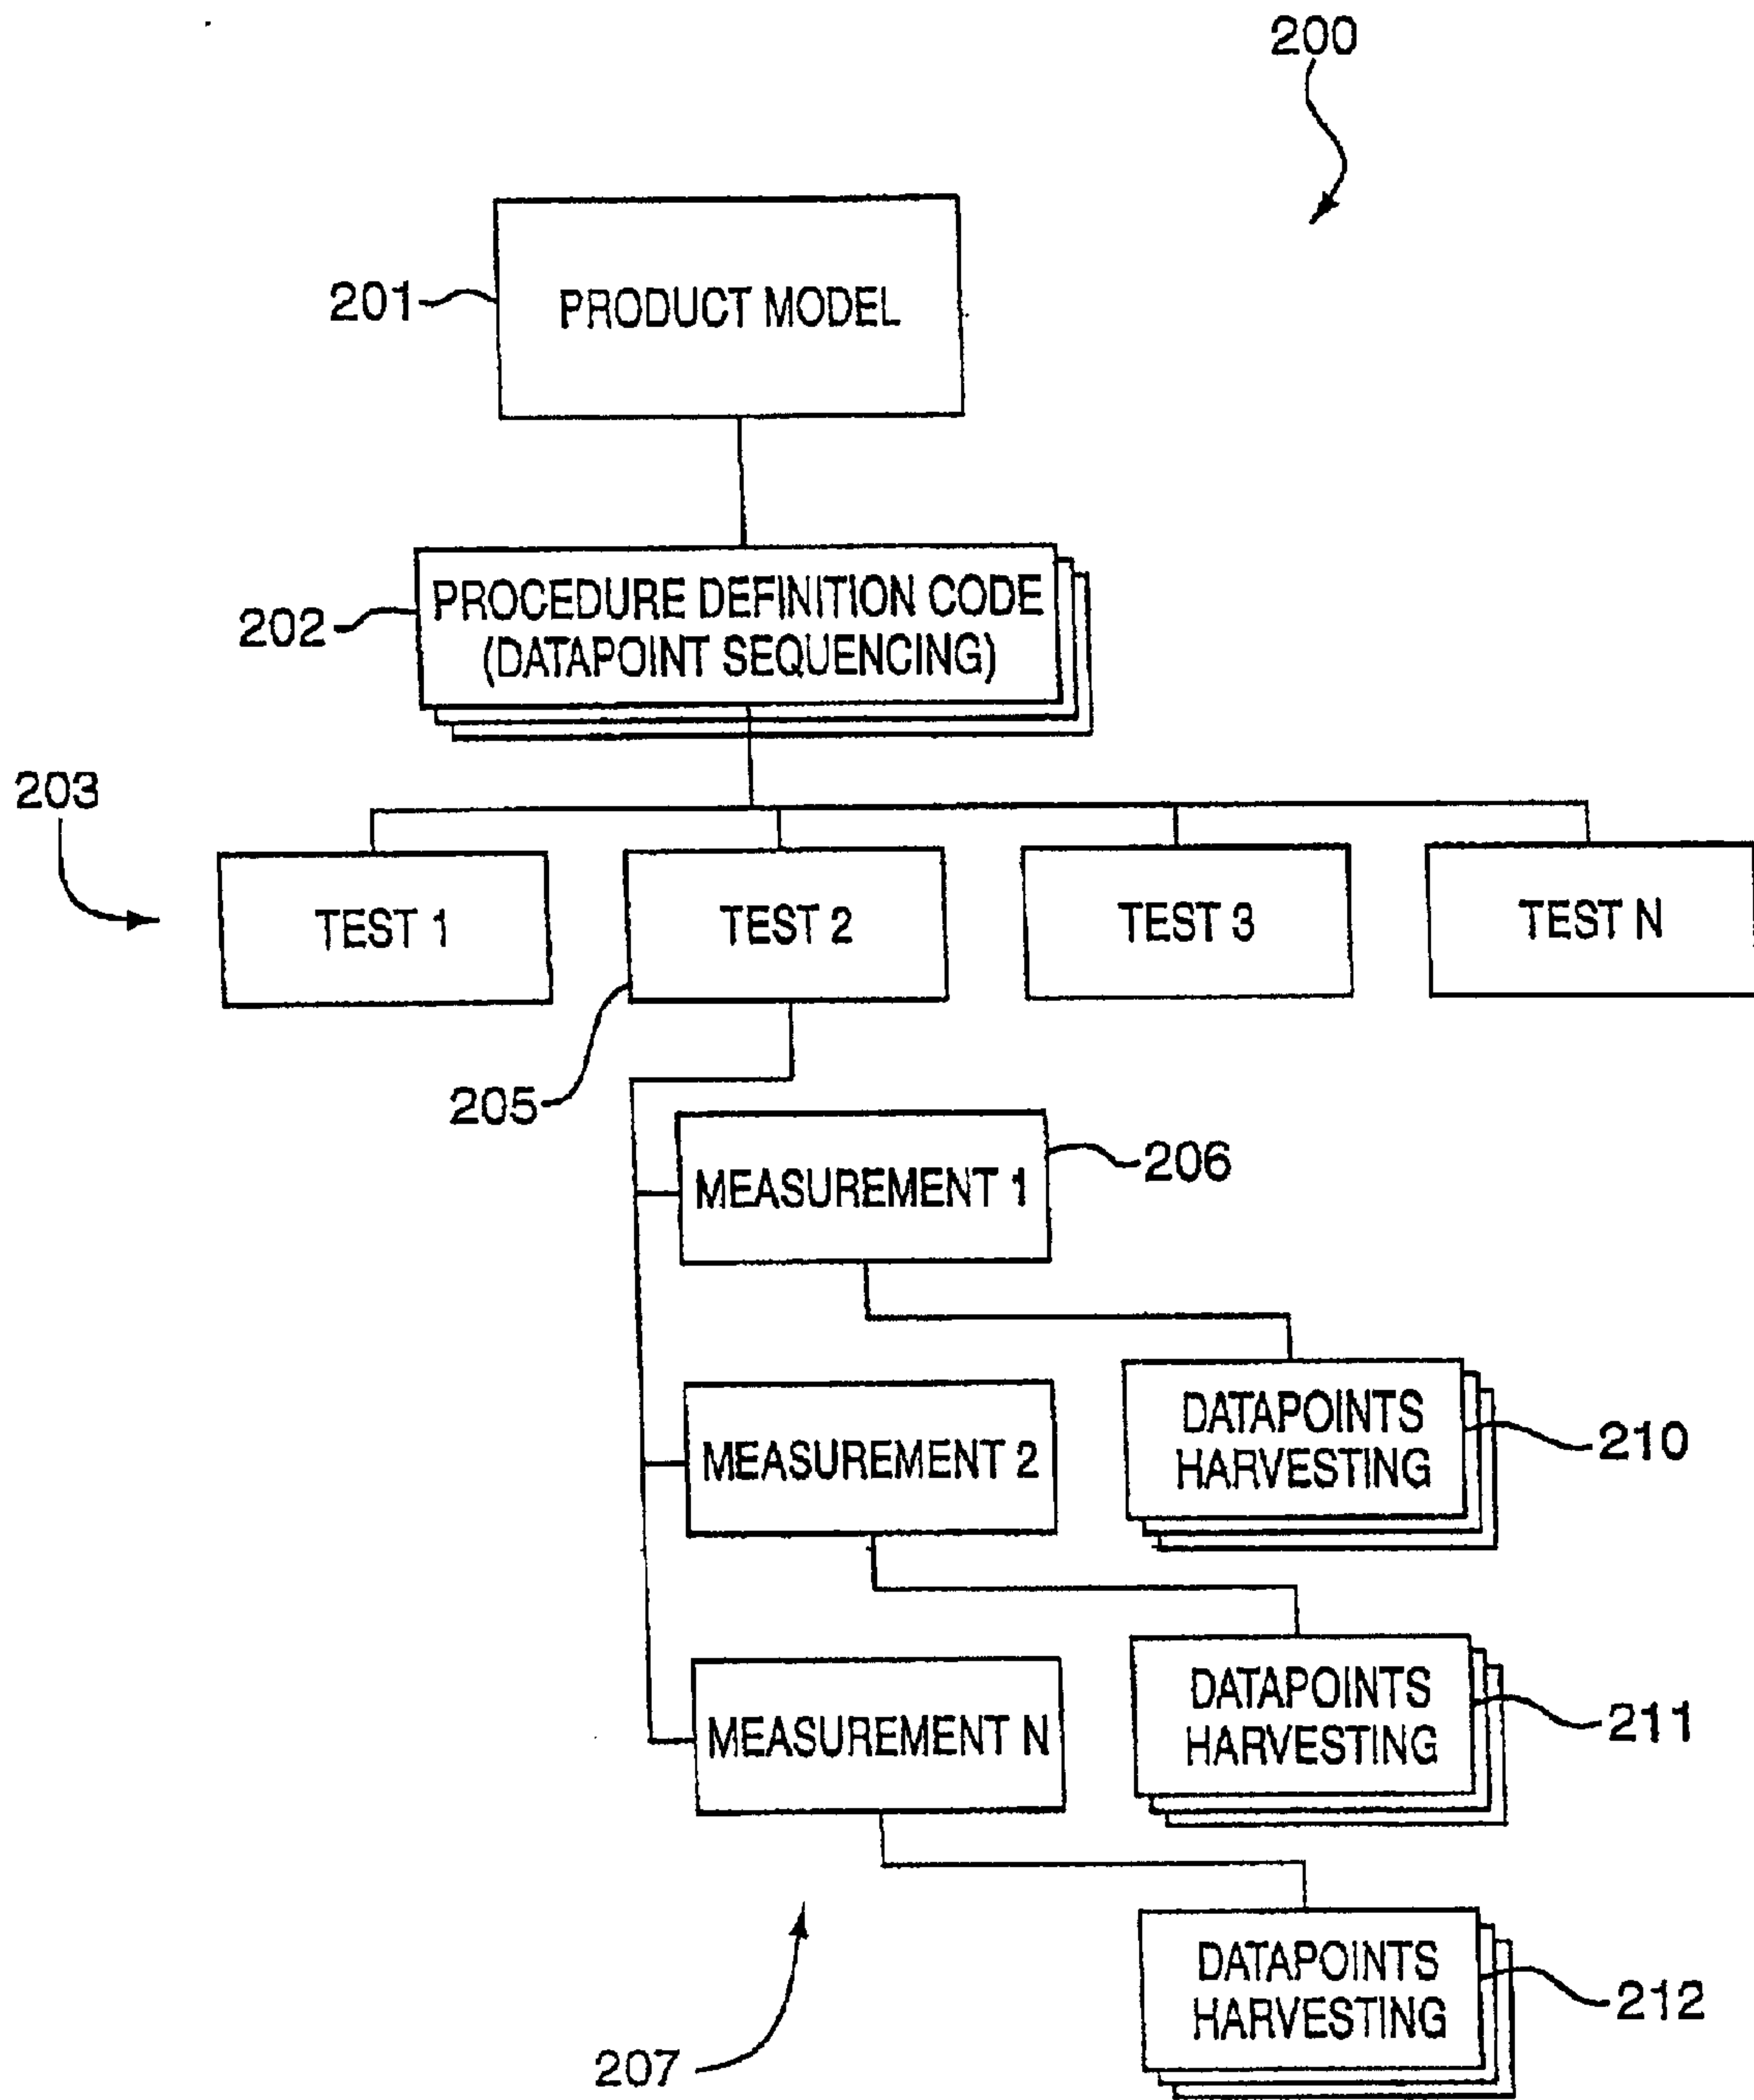 200
201
PRODUCT MODEL
202
PROCEDURE DEFINITION CODE
(DATAPOINT SEQUENCING)
203
TEST 1
TEST 2
TEST 3
TEST N
205
MEASUREMENT 1
206
DATAPOINTS
HARVESTING
210
MEASUREMENT 2
DATAPOINTS
HARVESTING
211
MEASUREMENT N
DATAPOINTS
HARVESTING
212
207